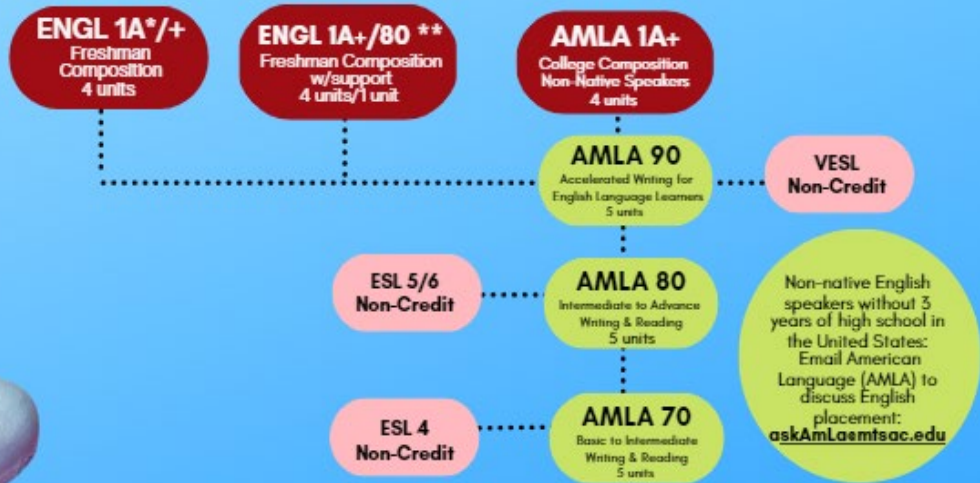 ENGL 1A*/+
Freshman
Composition
4 units
ENGL 1A+/80 **
Freshman Composition
w/support
4 units/1 unit
AMLA 1A+
College Composition
Non-Native Speakers
4 units
AMLA 90
Accelerated Writing for
English Language Learners
5 units
VESL
Non-Credit
ESL 5/6
Non-Credit
AMLA 80
Intermediate to Advance
Writing & Reading
5 units
ESL 4
Non-Credit
AMLA 70
Basic to Intermediate
Writing & Reading
5 units
Non-native English
speakers without 3
years of high school in
the United States:
Email American
Language (AMLA) to
discuss English
placement:
askAmLa@mtsac.edu